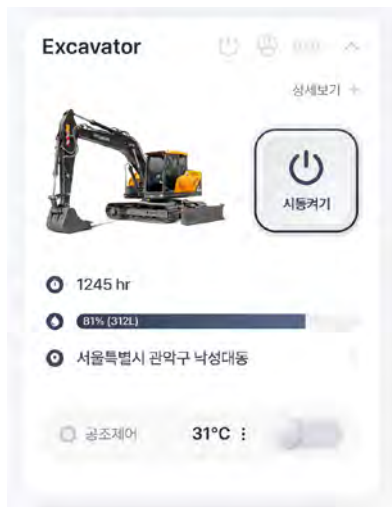 Excavator
상세보기 +
시동켜기
1245 hr
81% (312L)
서울특별시 관악구 낙성대동
공조제어 31°C